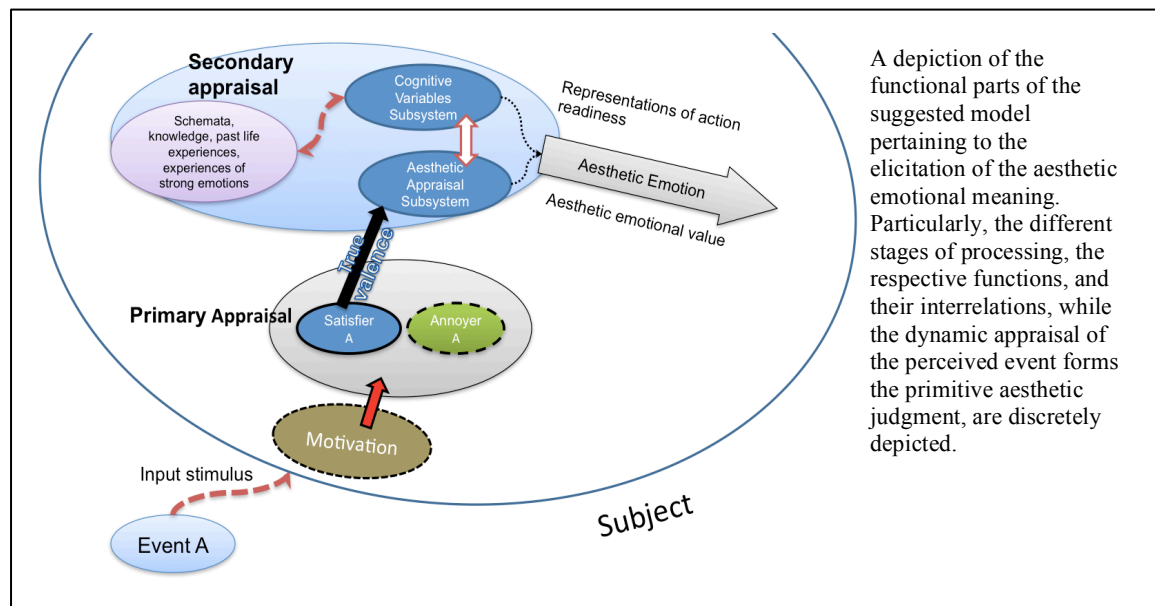 Secondary
appraisal
Cognitive
Variables
Subsystem
Schemata,
knowledge, past life
experiences,
experiences of
strong emotions
Aesthetic
Appraisal
Subsystem
Representations of action
readiness
Aesthetic Emotion
Aesthetic emotional value
True
valence
Primary Appraisal
Satisfier
A
Annoyer
A
Motivation
Input stimulus
Event A
Subject
A depiction of the
functional parts of the
suggested model
pertaining to the
elicitation of the aesthetic
emotional meaning.
Particularly, the different
stages of processing, the
respective functions, and
their interrelations, while
the dynamic appraisal of
the perceived event forms
the primitive aesthetic
judgment, are discretely
depicted.